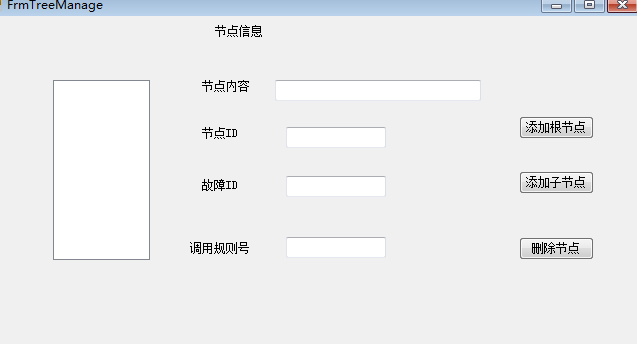 FrmTreeManage
节点信息
节点内容
节点ID
添加根节点
故障ID
添加子节点
调用规则号
删除节点